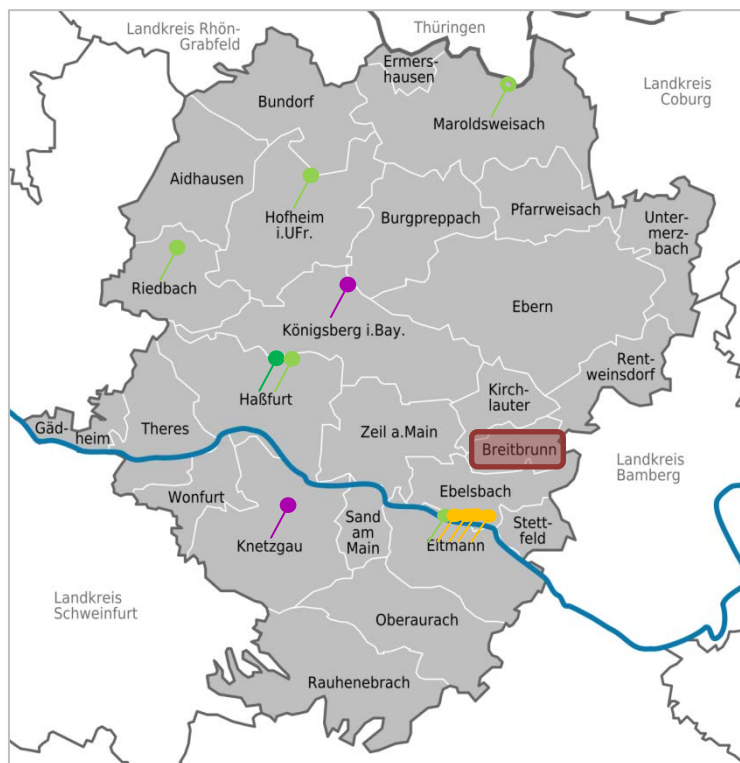 Landkreis Rhön-
Grabfeld
Thüringen
Landkreis
Coburg
Ermers-
hausen
Bundorf
Maroldsweisach
Aidhausen
Hofheim
i.UFr.
Burgpreppach
Pfarrweisach
Unter-
merz-
bach
Riedbach
Ebern
Königsberg i.Bay.
Rent-
weinsdorf
Kirch-
lauter
Haßfurt
Gäd-
heim
Theres
Zeil a.Main
Breitbrunn
Landkreis
Bamberg
Wonfurt
Ebelsbach
Knetzgau
Sand
am
Main
Eltmann
Stett-
feld
Landkreis
Schweinfurt
Oberaurach
Rauhenebrach